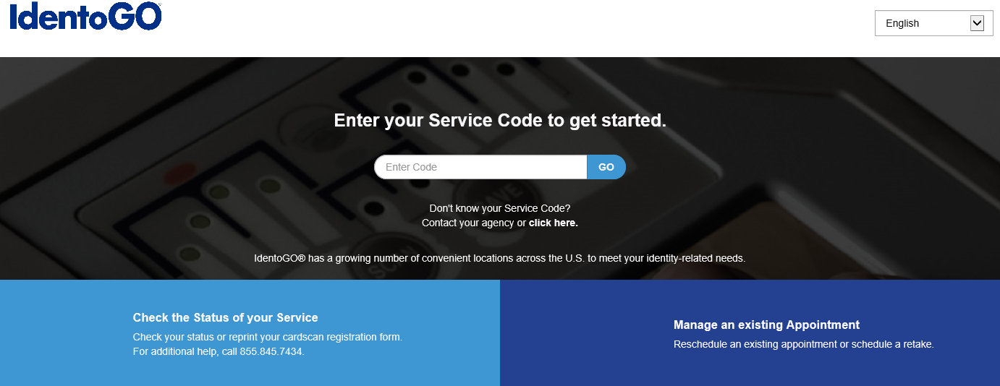 IdentoGO
English
Enter your Service Code to get started.
Enter Code
GO
Don't know your Service Code?
Contact your agency or click here.
SAVE
SCAN
IdentoGO® has a growing number of convenient locations across the U.S. to meet your identity-related needs.
Check the Status of your Service
Check your status or reprint your cardscan registration form.
For additional help, call 855.845.7434.
Manage an existing Appointment
Reschedule an existing appointment or schedule a retake.